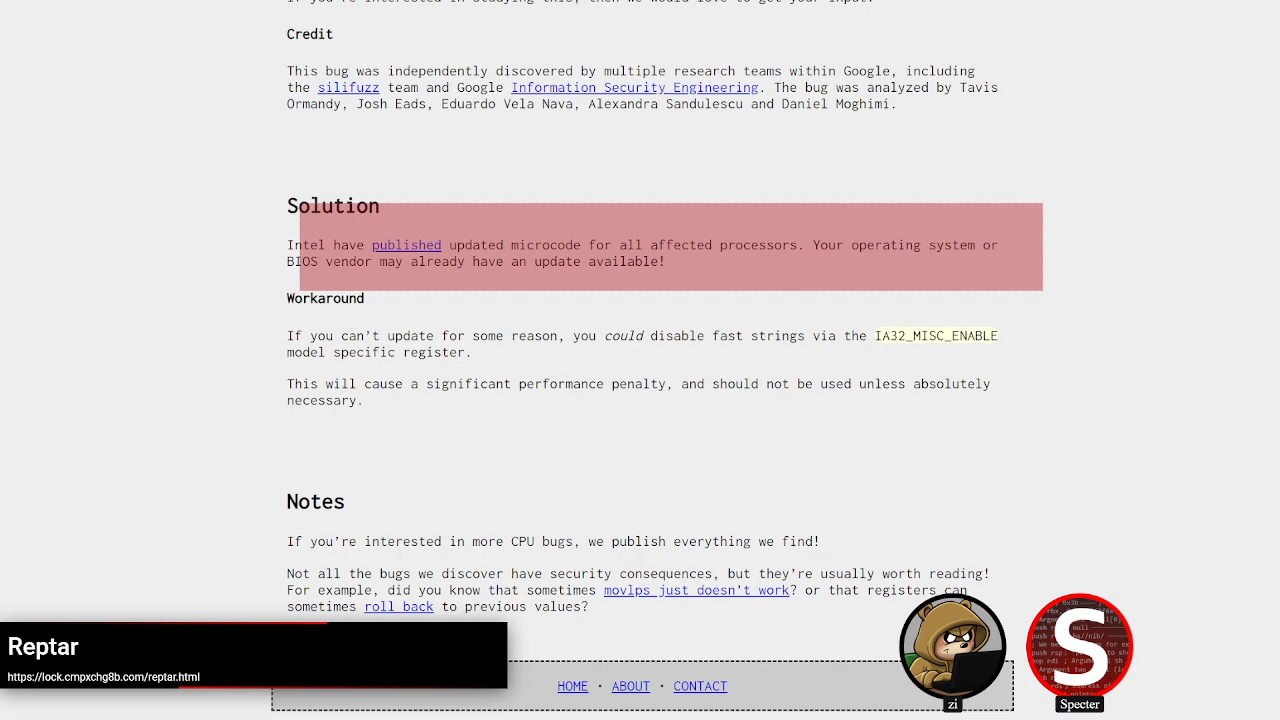 Credit
This bug was independently discovered by multiple research teams within Google, including
the silifuzz team and Google Information Security Engineering. The bug was analyzed by Tavis
Ormandy, Josh Eads, Eduardo Vela Nava, Alexandra Sandulescu and Daniel Moghimi.
Solution
Intel have published updated microcode for all affected processors. Your operating system or
BIOS vendor may already have an update available!
Workaround
If you can’t update for some reason, you could disable fast strings via the IA32_MISC_ENABLE
model specific register.
This will cause a significant performance penalty, and should not be used unless absolutely
necessary.
Notes
If you’re interested in more CPU bugs, we publish everything we find!
Not all the bugs we discover have security consequences, but they’re usually worth reading!
For example, did you know that sometimes movlps just doesn’t work? or that registers can
sometimes roll back to previous values?
Reptar
https://lock.cmpxchg8b.com/reptar.html
HOME · ABOUT · CONTACT
S
zi
Specter